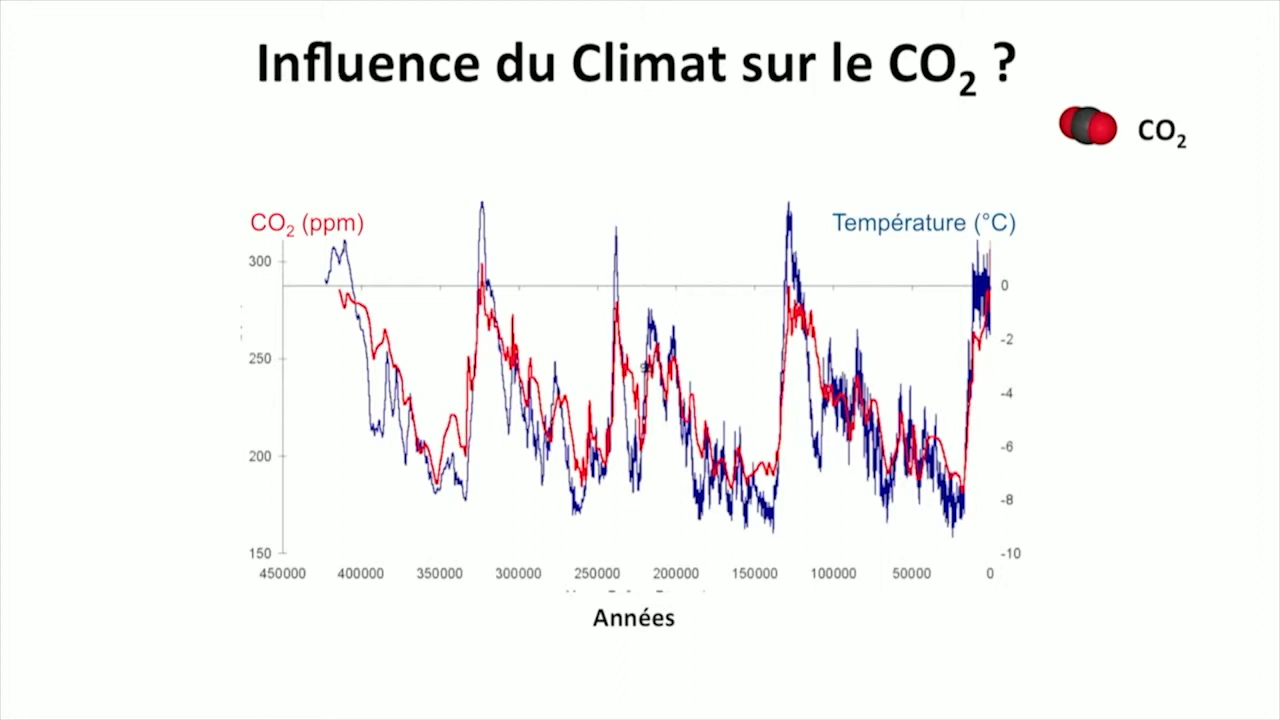 Influence du Climat sur le CO₂ ?
CO₂
CO₂ (ppm)
Température (°C)
300
250
200
150
0
-2
-4
-6
-8
-10
450000 400000 350000 300000 250000 200000 150000 100000 50000 0
Années